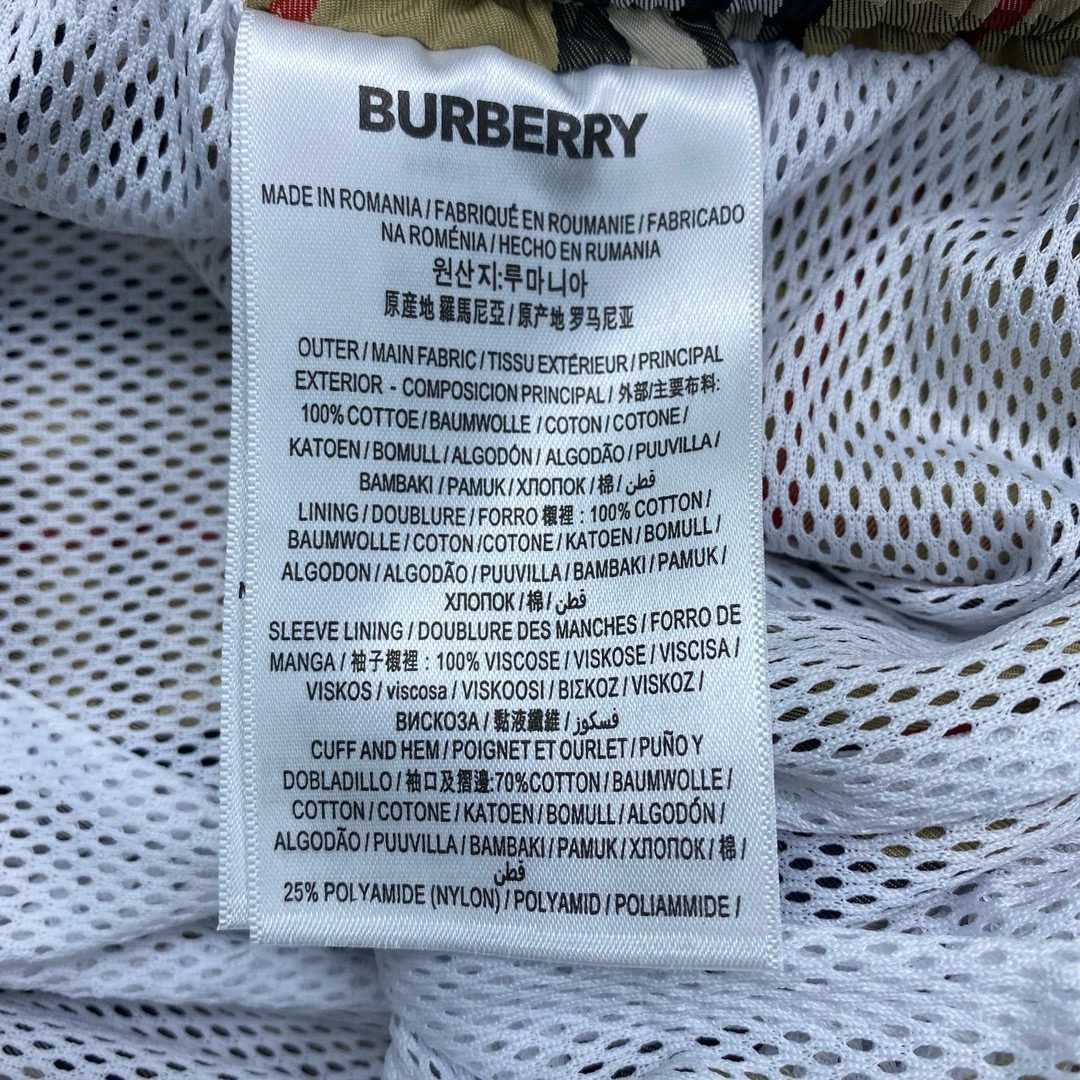 BURBERRY
MADE IN ROMANIA / FABRIQUÉ EN ROUMANIE / FABRICADO
NA ROMÉNIA / HECHO EN RUMANIA
원산지:루마니아
原産地 羅馬尼亞 / 原产地 罗马尼亚
OUTER / MAIN FABRIC / TISSU EXTÉRIEUR / PRINCIPAL
EXTERIOR - COMPOSICION PRINCIPAL / 外部/主要布料:
100% COTTOE / BAUMWOLLE / COTON / COTONE /
KATOEN / BOMULL / ALGODÓN / ALGODÃO / PUUVILLA /
BAMBAKI / PAMUK / ХЛОПОК / 棉 / قطن
LINING / DOUBLURE / FORRO 襯裡 : 100% COTTON /
BAUMWOLLE / COTON /COTONE / KATOEN / BOMULL /
ALGODON / ALGODÃO / PUUVILLA / BAMBAKI / PAMUK /
ХЛОПОК / 棉 / قطن
SLEEVE LINING / DOUBLURE DES MANCHES / FORRO DE
MANGA / 袖子襯裡 : 100% VISCOSE / VISKOSE / VISCISA /
VISKOS / viscosa / VISKOOSI / ΒΙΣΚΟΖ / VISKOZ /
ВИСКОЗА / 黏液纖維 / فسكوز
CUFF AND HEM / POIGNET ET OURLET / PUÑO Y
DOBLADILLO / 袖口及摺邊:70%COTTON / BAUMWOLLE /
COTTON / COTONE / KATOEN / BOMULL / ALGODÓN /
ALGODÃO / PUUVILLA / BAMBAKI / PAMUK / ХЛОПОК / 棉 /
قطن
25% POLYAMIDE (NYLON) / POLYAMID / POLIAMMIDE /